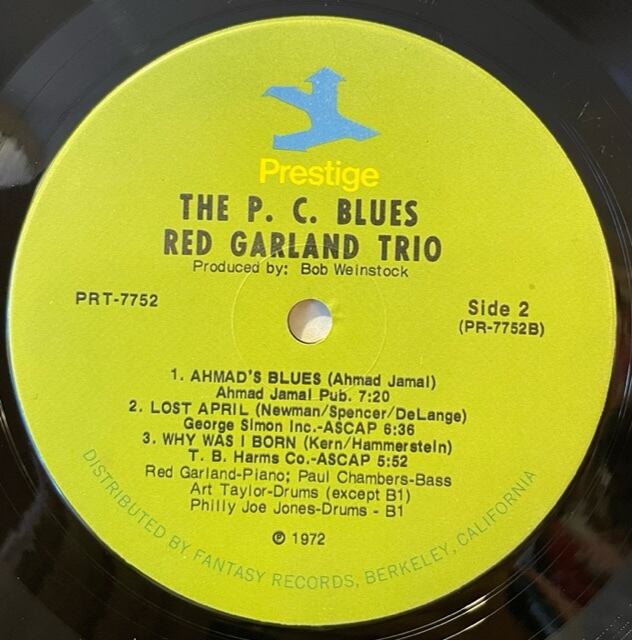 Prestige
THE P. C. BLUES
RED GARLAND TRIO
Produced by: Bob Weinstock
PRT-7752
Side 2
(PR-7752B)
1. AHMAD'S BLUES (Ahmad Jamal)
Ahmad Jamal Pub. 7:20
2. LOST APRIL (Newman/Spencer/DeLange)
George Simon Inc.-ASCAP 6:36
3. WHY WAS I BORN (Kern/Hammerstein)
T. B. Harms Co.-ASCAP 5:52
Red Garland-Piano; Paul Chambers-Bass
Art Taylor-Drums (except B1)
Philly Joe Jones-Drums - B1
℗ 1972
DISTRIBUTED BY FANTASY RECORDS, BERKELEY, CALIFORNIA